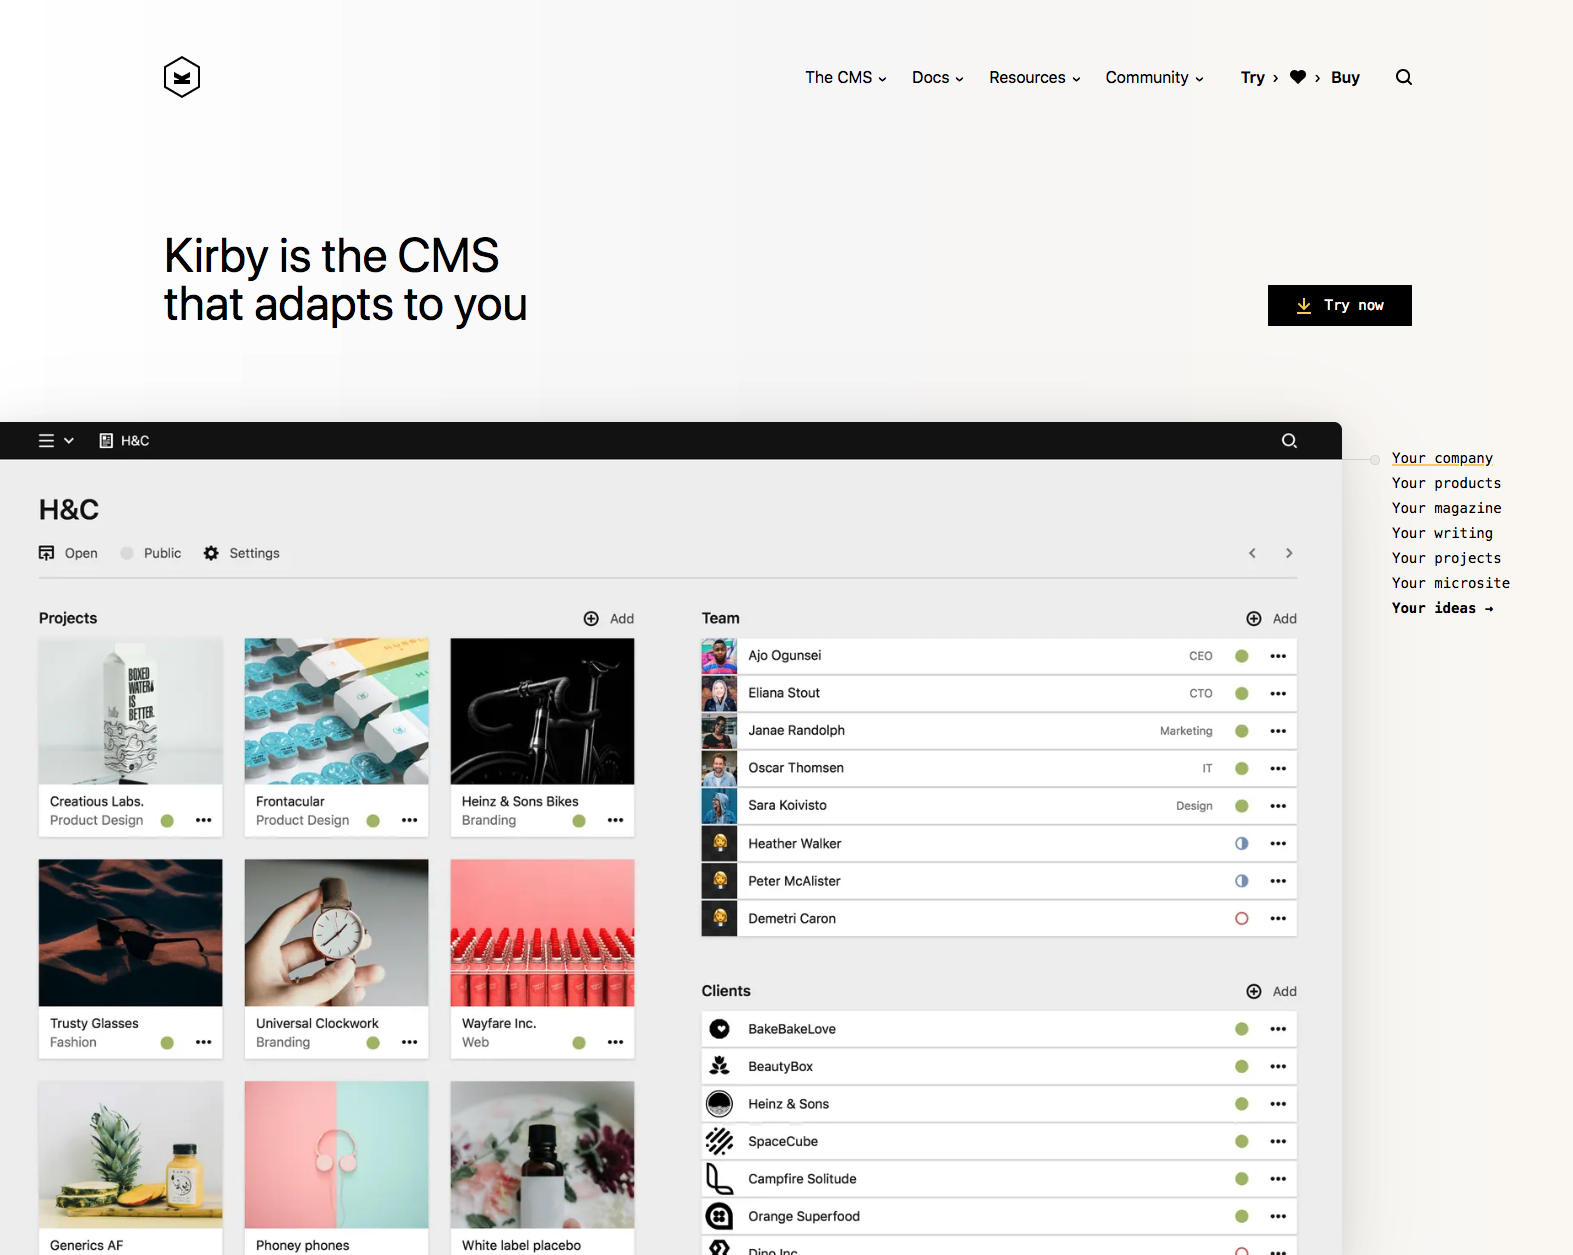 The CMS
Docs
Resources
Community
Try
Buy
Kirby is the CMS
that adapts to you
Try now
H&C
Your company
Your products
Your magazine
Your writing
Your projects
Your microsite
Your ideas →
H&C
Open
Public
Settings
Projects
Add
BOXED
WATER
IS
BETTER.
Creatious Labs.
Product Design
Frontacular
Product Design
Heinz & Sons Bikes
Branding
Trusty Glasses
Fashion
Universal Clockwork
Branding
Wayfare Inc.
Web
Generics AF
Phoney phones
White label placebo
Team
Add
Ajo Ogunsei
CEO
Eliana Stout
CTO
Janae Randolph
Marketing
Oscar Thomsen
IT
Sara Koivisto
Design
Heather Walker
Peter McAlister
Demetri Caron
Clients
Add
BakeBakeLove
BeautyBox
Heinz & Sons
SpaceCube
Campfire Solitude
Orange Superfood
Dino Inc.